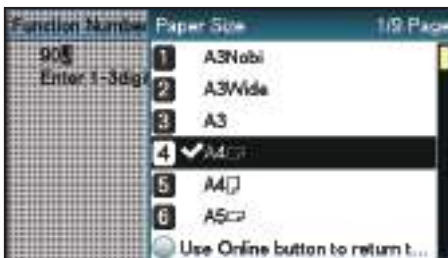 Function Number
90
Enter 1-3digi
Paper Size 1/9 Page
1 A3Nobi
2 A3Wide
3 A3
4 A4
5 A4
6 A5
Use Online button to return t...